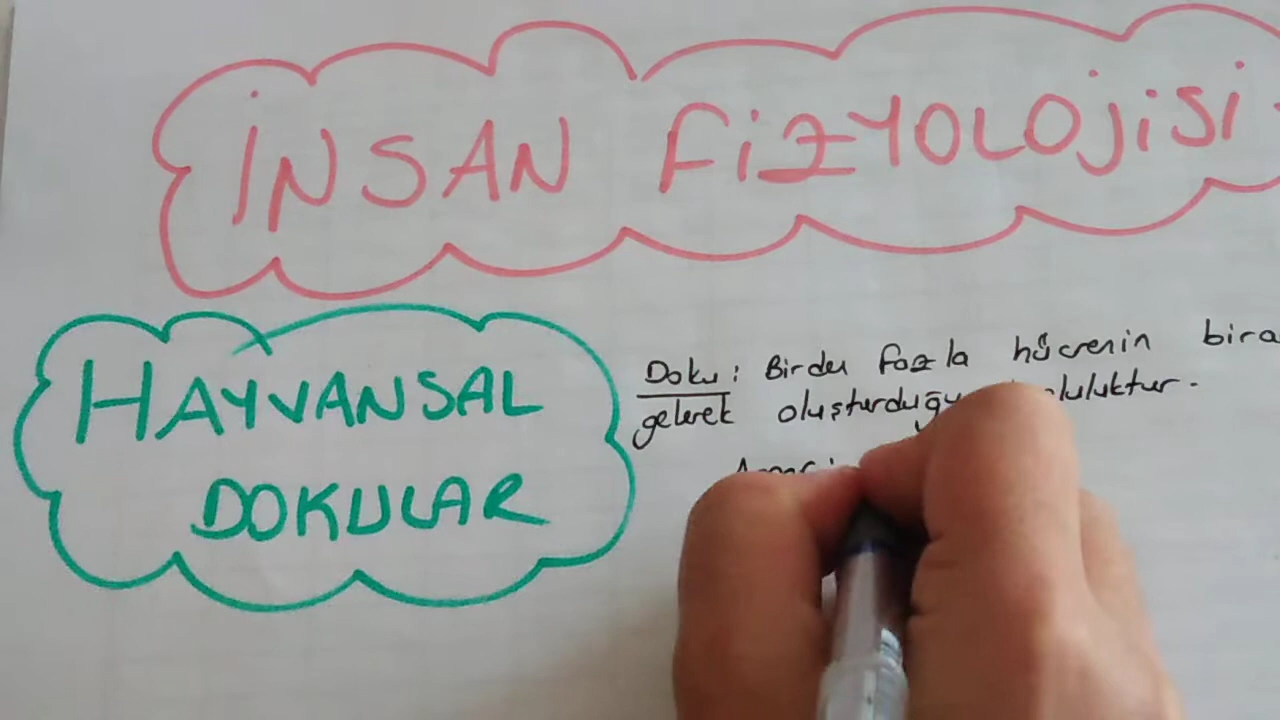 İNSAN FİZYOLOJİSİ
HAYVANSAL
DOKULAR
Doku : Birden fazla hücrenin bira
gelerek oluşturduğu